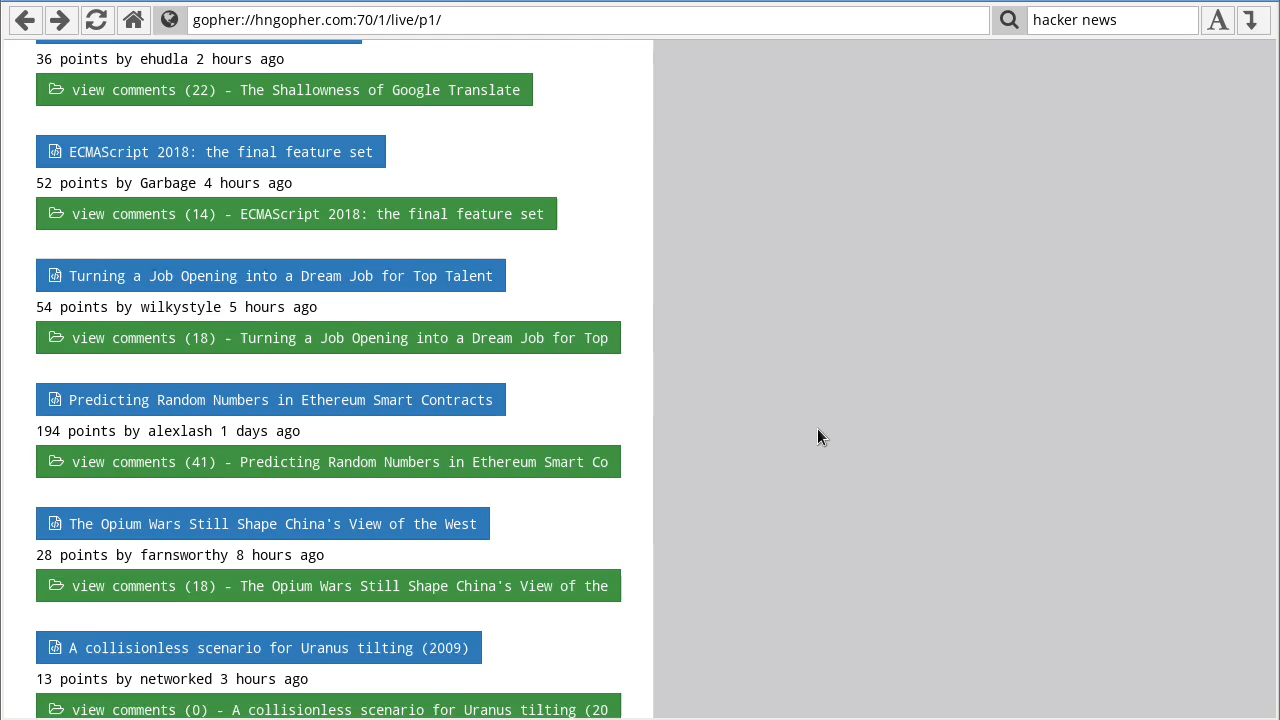 gopher://hngopher.com:70/1/live/p1/
hacker news
A
36 points by ehudla 2 hours ago
view comments (22) - The Shallowness of Google Translate
ECMAScript 2018: the final feature set
52 points by Garbage 4 hours ago
view comments (14) - ECMAScript 2018: the final feature set
Turning a Job Opening into a Dream Job for Top Talent
54 points by wilkystyle 5 hours ago
view comments (18) - Turning a Job Opening into a Dream Job for Top
Predicting Random Numbers in Ethereum Smart Contracts
194 points by alexlash 1 days ago
view comments (41) - Predicting Random Numbers in Ethereum Smart Co
The Opium Wars Still Shape China's View of the West
28 points by farnsworthy 8 hours ago
view comments (18) - The Opium Wars Still Shape China's View of the
A collisionless scenario for Uranus tilting (2009)
13 points by networked 3 hours ago
view comments (0) - A collisionless scenario for Uranus tilting (20